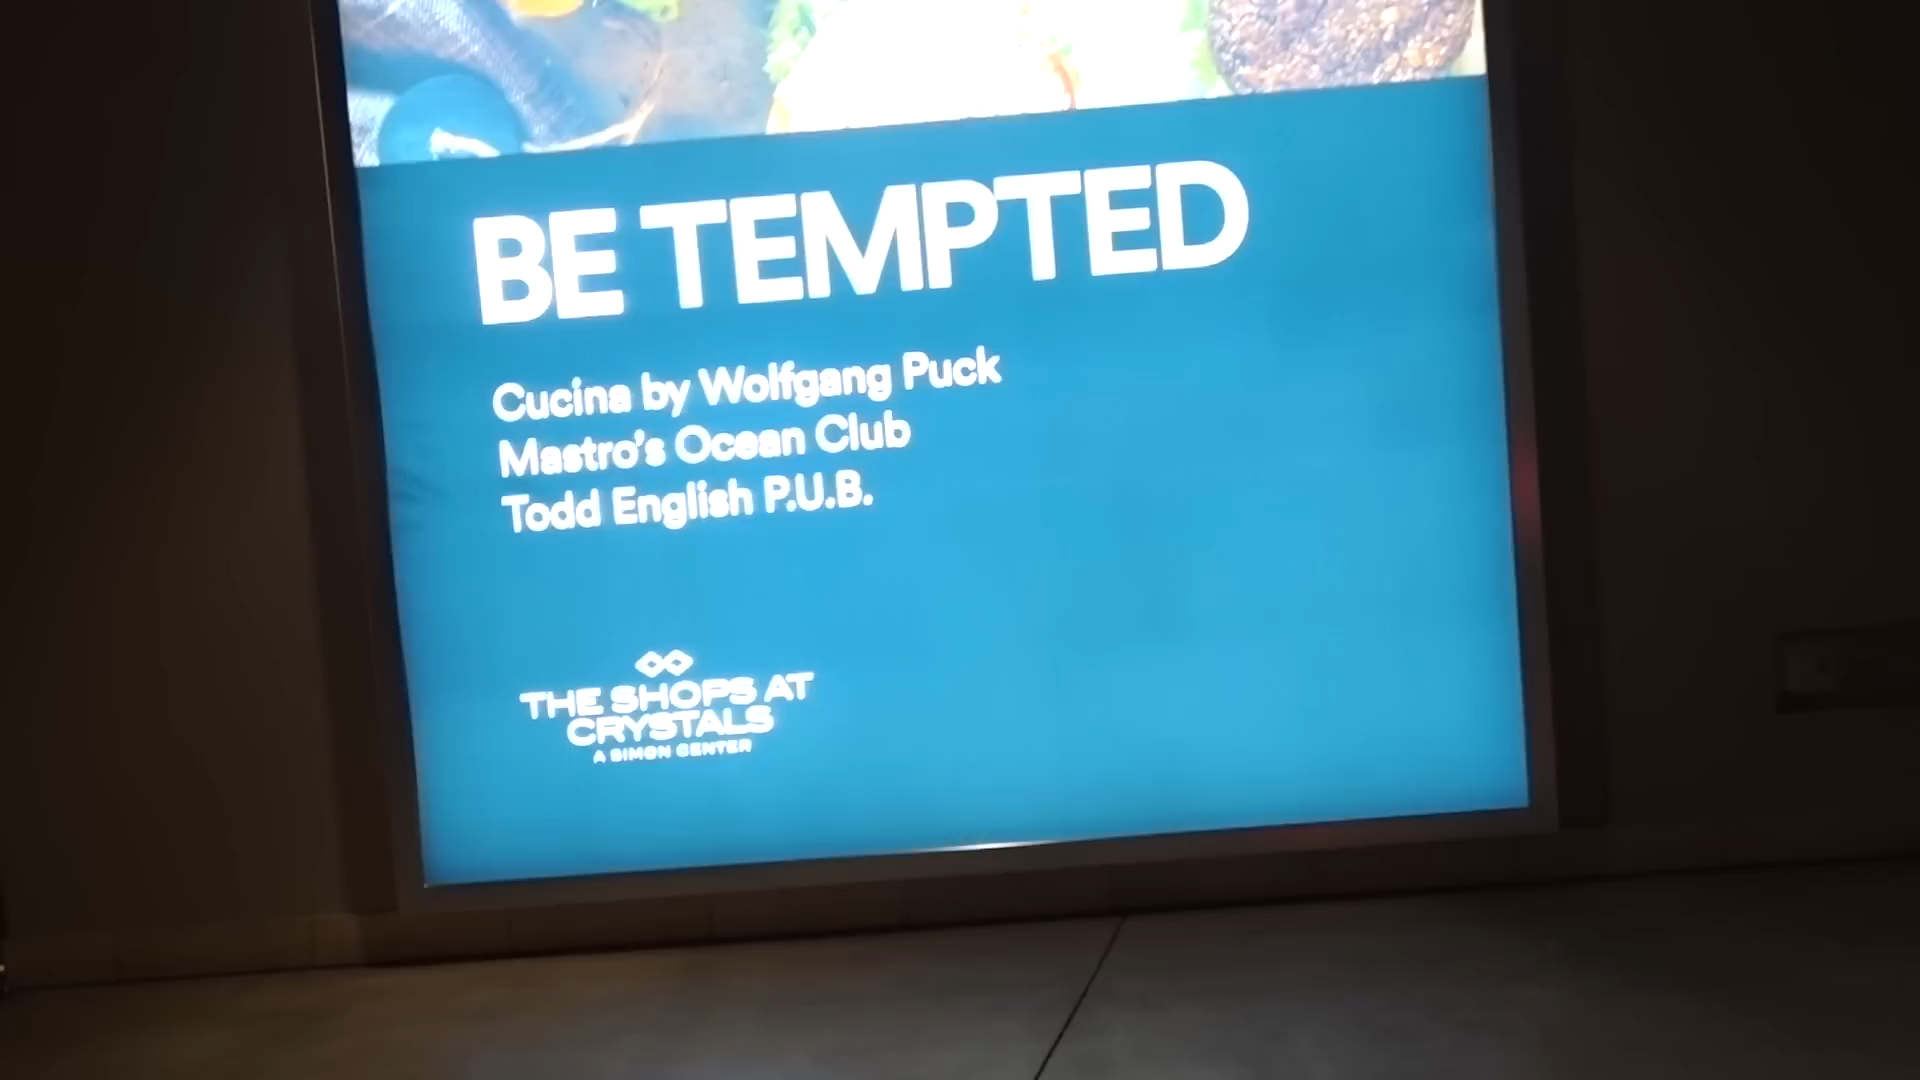 BE TEMPTED
Cucina by Wolfgang Puck
Mastro's Ocean Club
Todd English P.U.B.
THE SHOPS AT
CRYSTALS
A SIMON CENTER